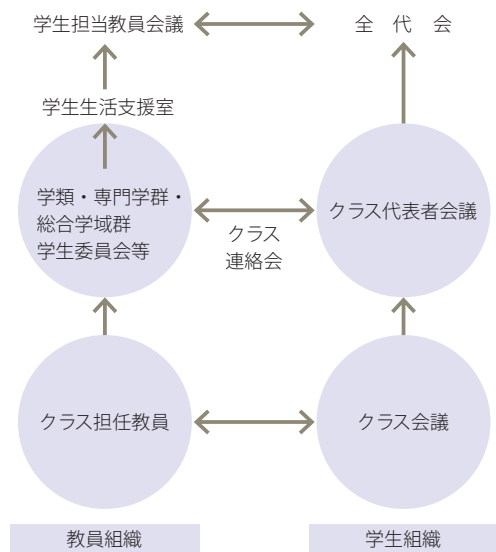 学生担当教員会議
全 代 会
学生生活支援室
学類・専門学群・
総合学域群
学生委員会等
クラス代表者会議
クラス
連絡会
クラス担任教員
クラス会議
教員組織
学生組織